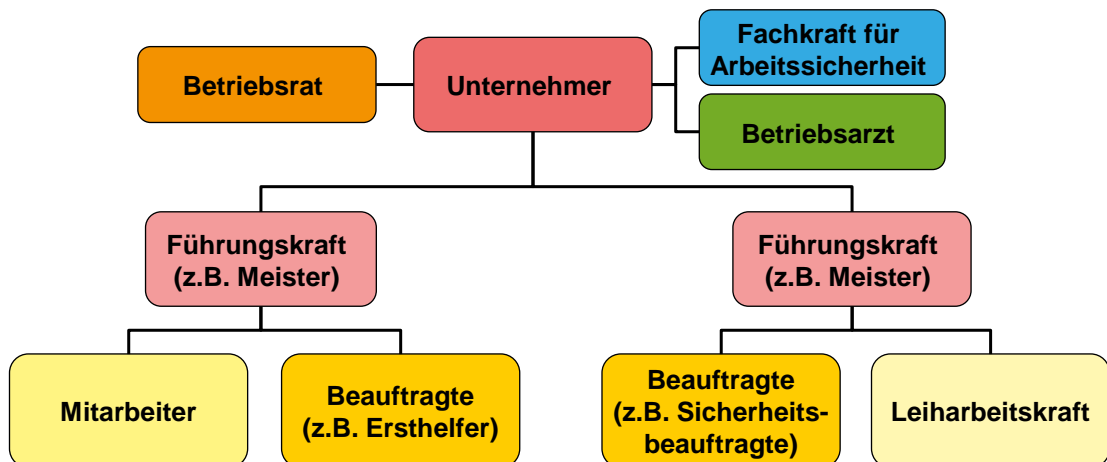 Betriebsrat
Unternehmer
Fachkraft für
Arbeitssicherheit
Betriebsarzt
Führungskraft
(z.B. Meister)
Führungskraft
(z.B. Meister)
Mitarbeiter
Beauftragte
(z.B. Ersthelfer)
Beauftragte
(z.B. Sicherheits-
beauftragte)
Leiharbeitskraft